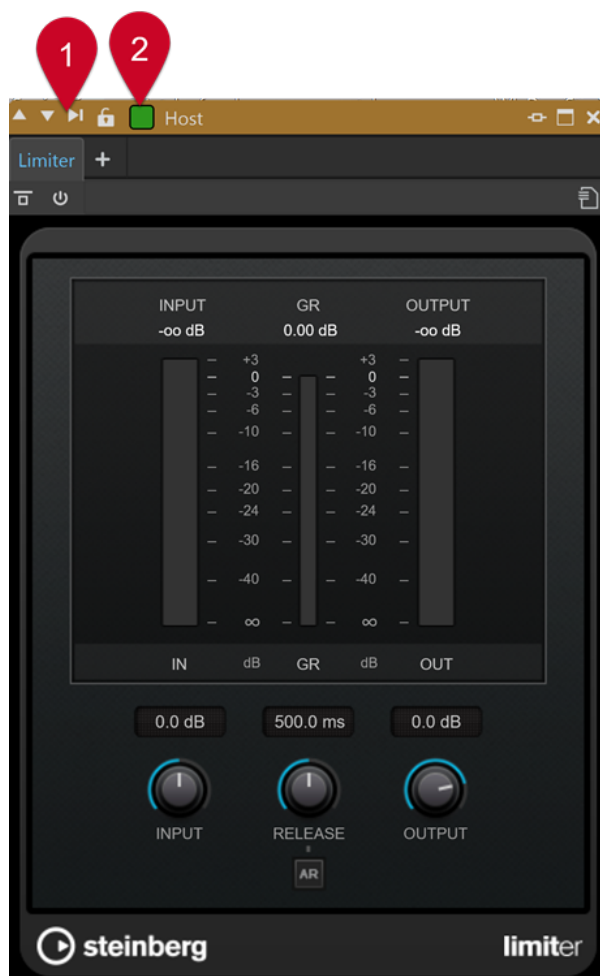 1 2
Host
Limiter +
INPUT GR OUTPUT
-oo dB 0.00 dB -oo dB
+3 +3
0 0
-3 -3
-6 -6
-10 -10
-16 -16
-20 -20
-24 -24
-30 -30
-40 -40
∞ ∞
IN dB GR dB OUT
0.0 dB 500.0 ms 0.0 dB
INPUT RELEASE OUTPUT
AR
steinberg limiter